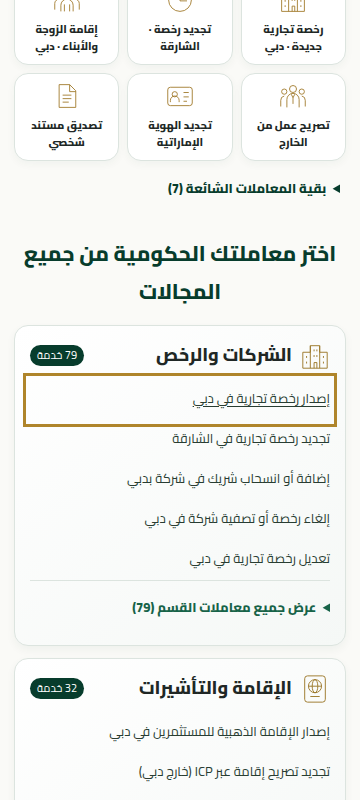 رخصة تجارية
جديدة · دبي
تجديد رخصة ·
الشارقة
إقامة الزوجة
والأبناء · دبي
تصريح عمل من
الخارج
تجديد الهوية
الإماراتية
تصديق مستند
شخصي
بقية المعاملات الشائعة (7)
اختر معاملتك الحكومية من جميع
المجالات
الشركات والرخص
79 خدمة
إصدار رخصة تجارية في دبي
تجديد رخصة تجارية في الشارقة
إضافة أو انسحاب شريك في شركة بدبي
إلغاء رخصة أو تصفية شركة في دبي
تعديل رخصة تجارية في دبي
عرض جميع معاملات القسم (79)
الإقامة والتأشيرات
32 خدمة
إصدار الإقامة الذهبية للمستثمرين في دبي
تجديد تصريح إقامة عبر ICP (خارج دبي)